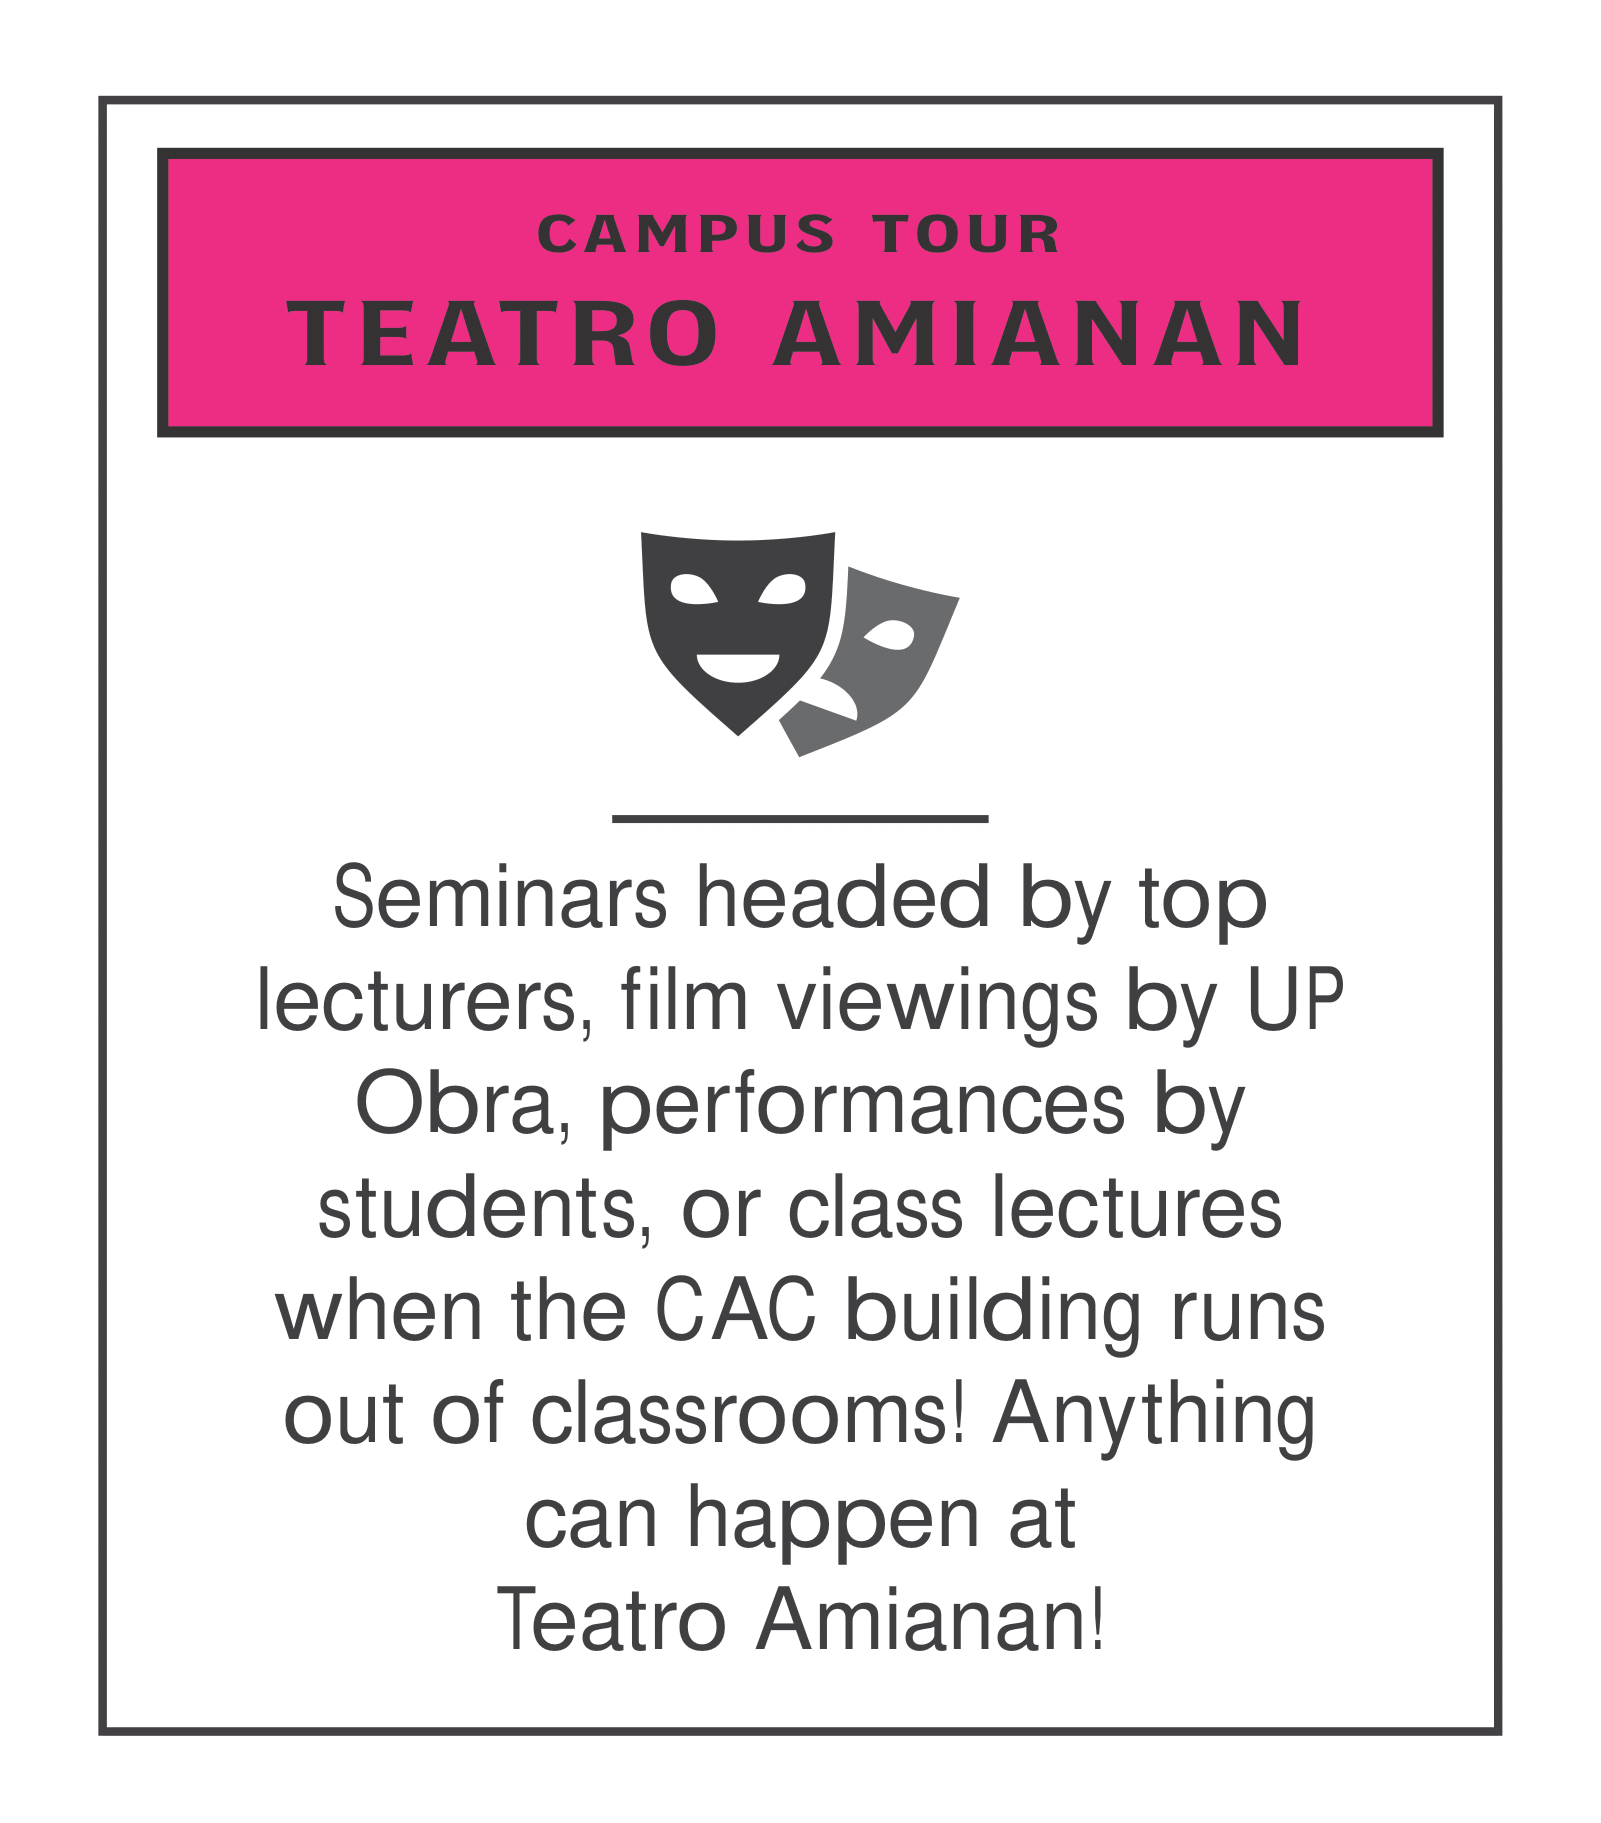 CAMPUS TOUR
TEATRO AMIANAN
Seminars headed by top
lecturers, film viewings by UP
Obra, performances by
students, or class lectures
when the CAC building runs
out of classrooms! Anything
can happen at
Teatro Amianan!